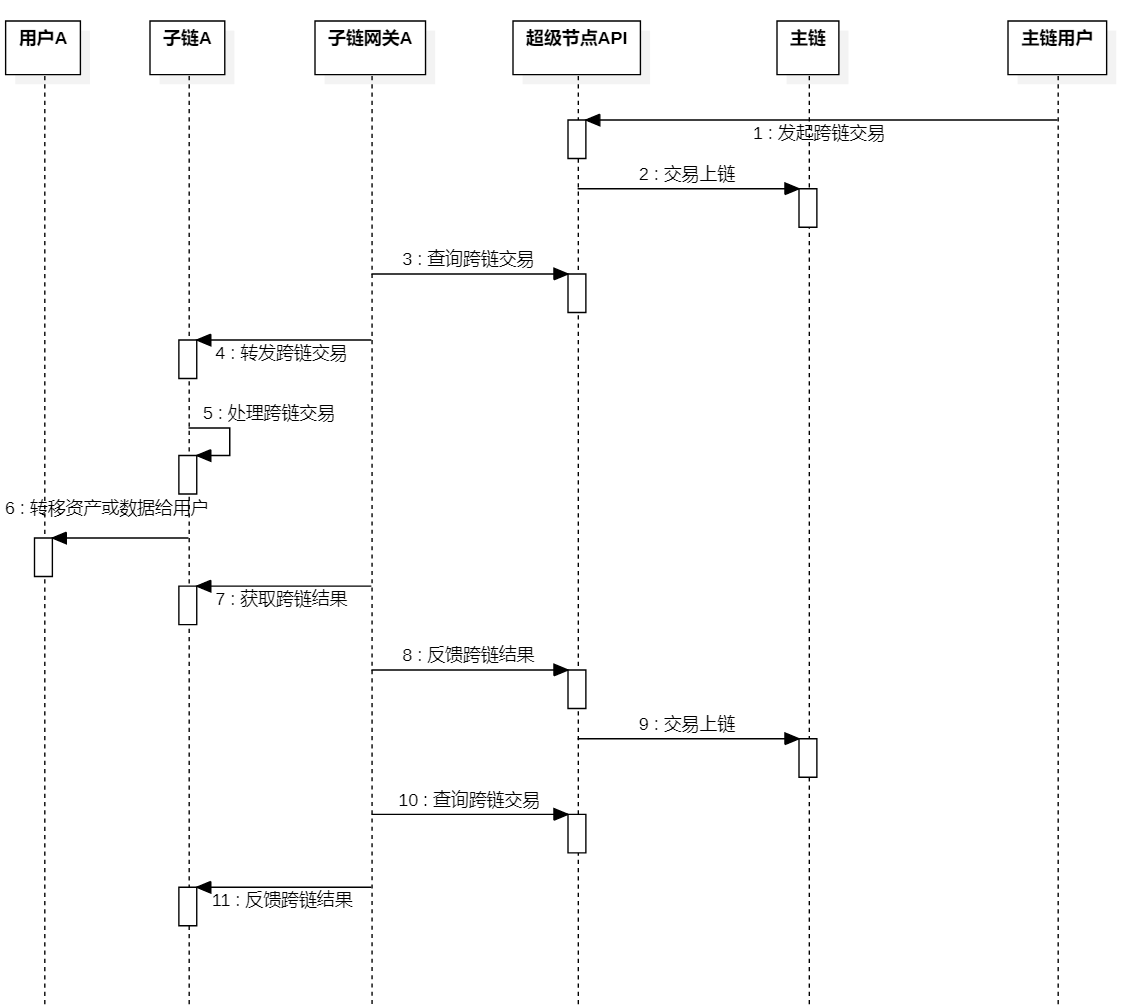 用户A
子链A
子链网关A
超级节点API
主链
主链用户
1 : 发起跨链交易
2 : 交易上链
3 : 查询跨链交易
4 : 转发跨链交易
5 : 处理跨链交易
6 : 转移资产或数据给用户
7 : 获取跨链结果
8 : 反馈跨链结果
9 : 交易上链
10 : 查询跨链交易
11 : 反馈跨链结果